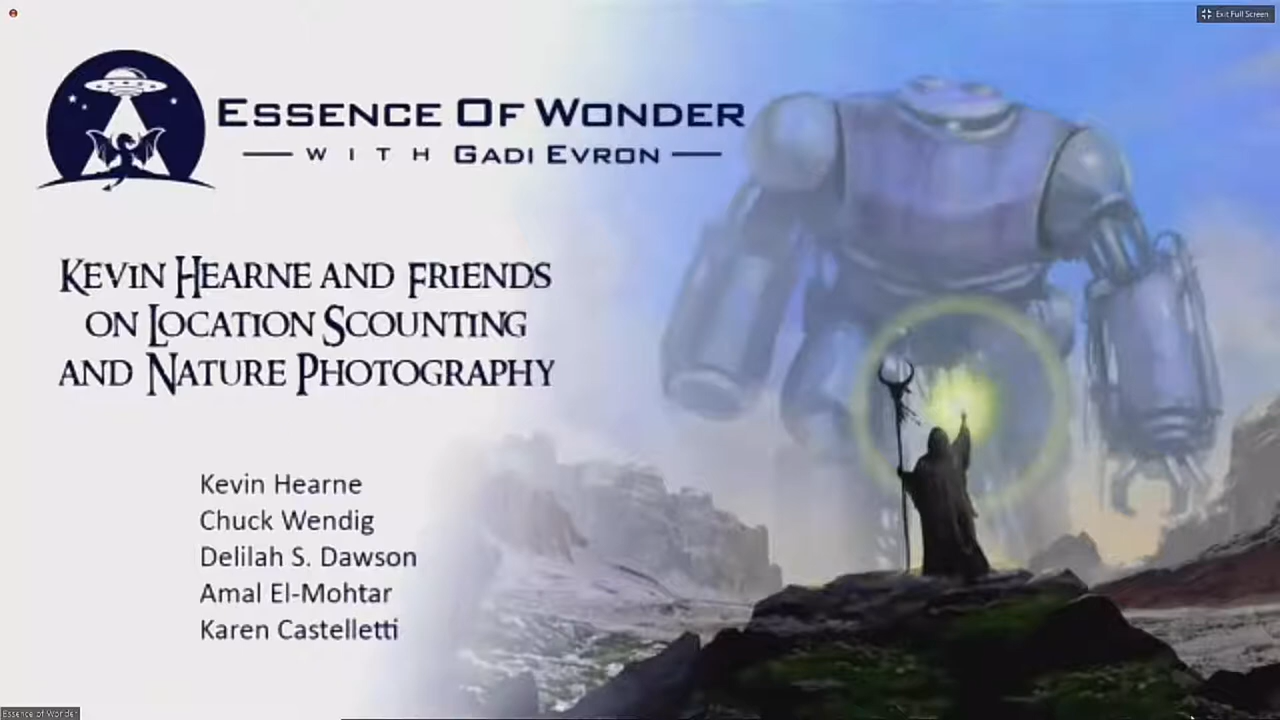 Exit Full Screen
ESSENCE OF WONDER
WITH GADI EVRON
KEVIN HEARNE AND FRIENDS
ON LOCATION SCOUNTING
AND NATURE PHOTOGRAPHY
Kevin Hearne
Chuck Wendig
Delilah S. Dawson
Amal El-Mohtar
Karen Castelletti
Essence of Wonder